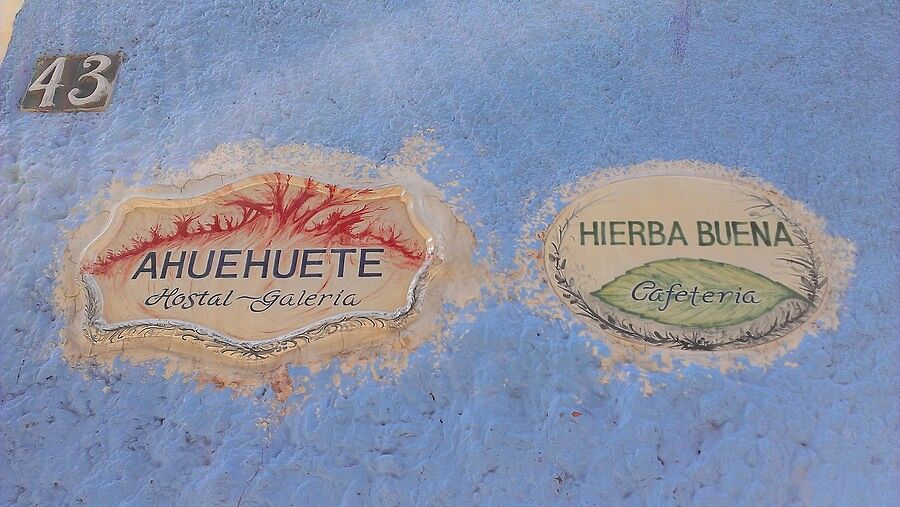 43
AHUEHUETE
Hostal~Galeria
HIERBA BUENA
Cafeteria